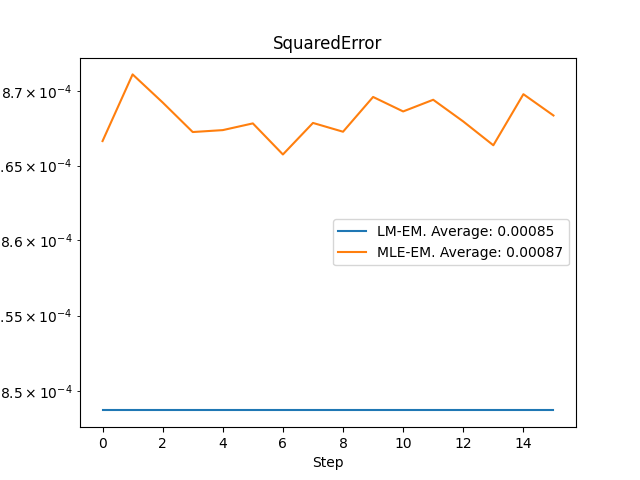 SquaredError
8.7 × 10⁻⁴
.65 × 10⁻⁴
8.6 × 10⁻⁴
.55 × 10⁻⁴
8.5 × 10⁻⁴
LM-EM. Average: 0.00085
MLE-EM. Average: 0.00087
0 2 4 6 8 10 12 14
Step